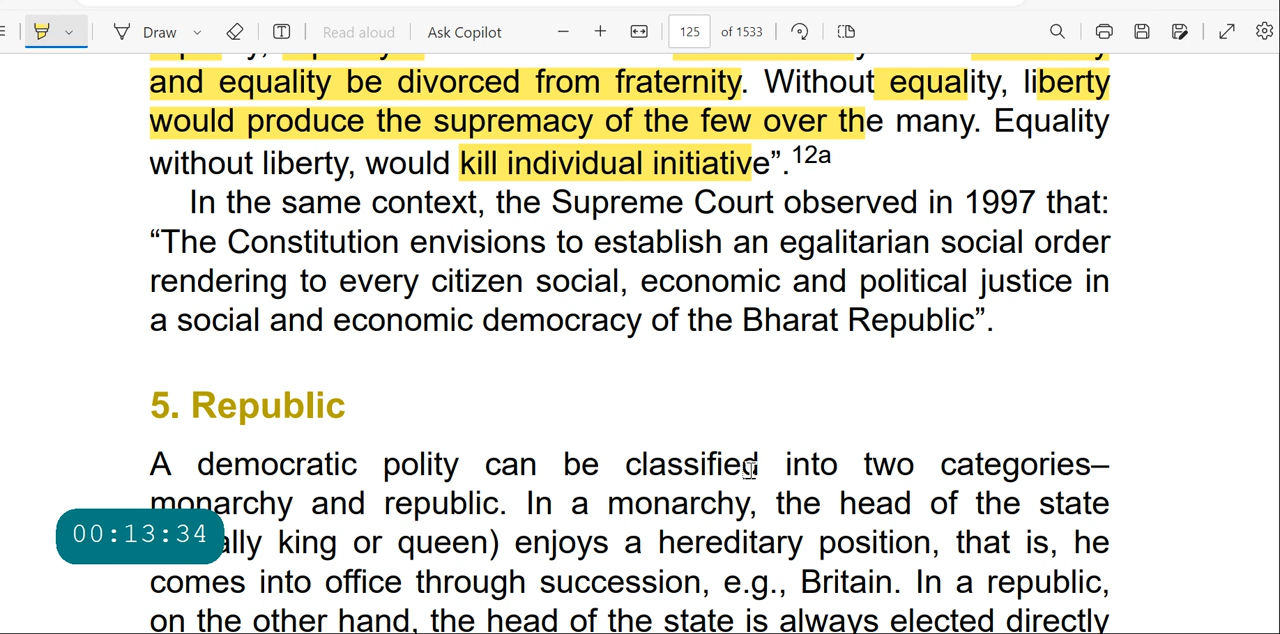 Draw
Read aloud
Ask Copilot
125
of 1533
and equality be divorced from fraternity. Without equality, liberty
would produce the supremacy of the few over the many. Equality
without liberty, would kill individual initiative”.12a
In the same context, the Supreme Court observed in 1997 that:
“The Constitution envisions to establish an egalitarian social order
rendering to every citizen social, economic and political justice in
a social and economic democracy of the Bharat Republic”.
5. Republic
A democratic polity can be classified into two categories–
monarchy and republic. In a monarchy, the head of the state
00:13:34
ally king or queen) enjoys a hereditary position, that is, he
comes into office through succession, e.g., Britain. In a republic,
on the other hand, the head of the state is always elected directly